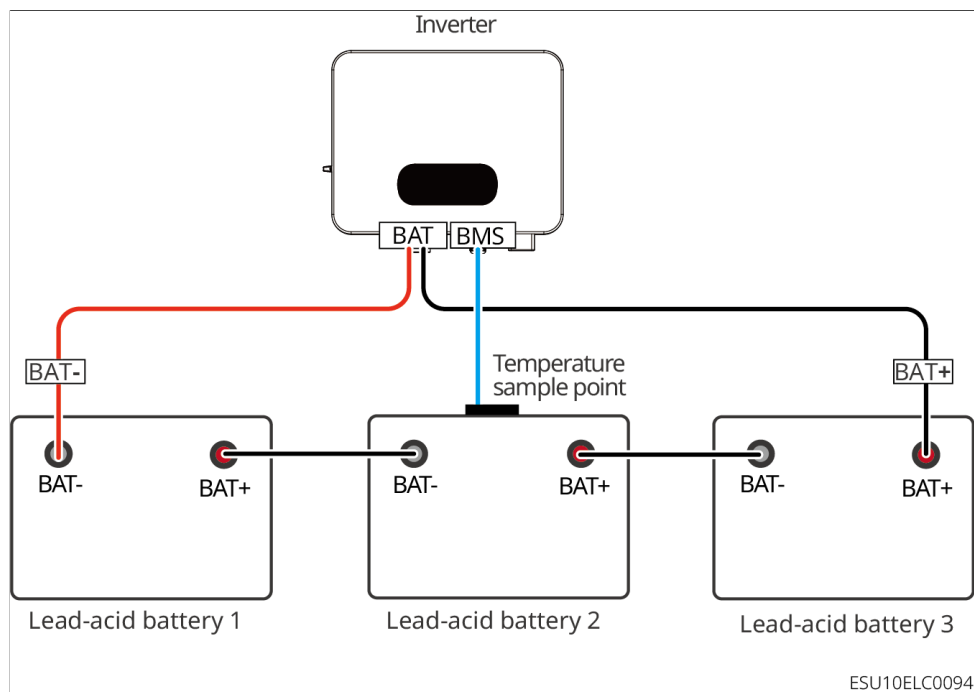 Inverter
BAT
BMS
BAT-
Temperature
sample point
BAT+
BAT-
BAT+
BAT-
BAT+
BAT-
BAT+
Lead-acid battery 1
Lead-acid battery 2
Lead-acid battery 3
ESU10ELC0094